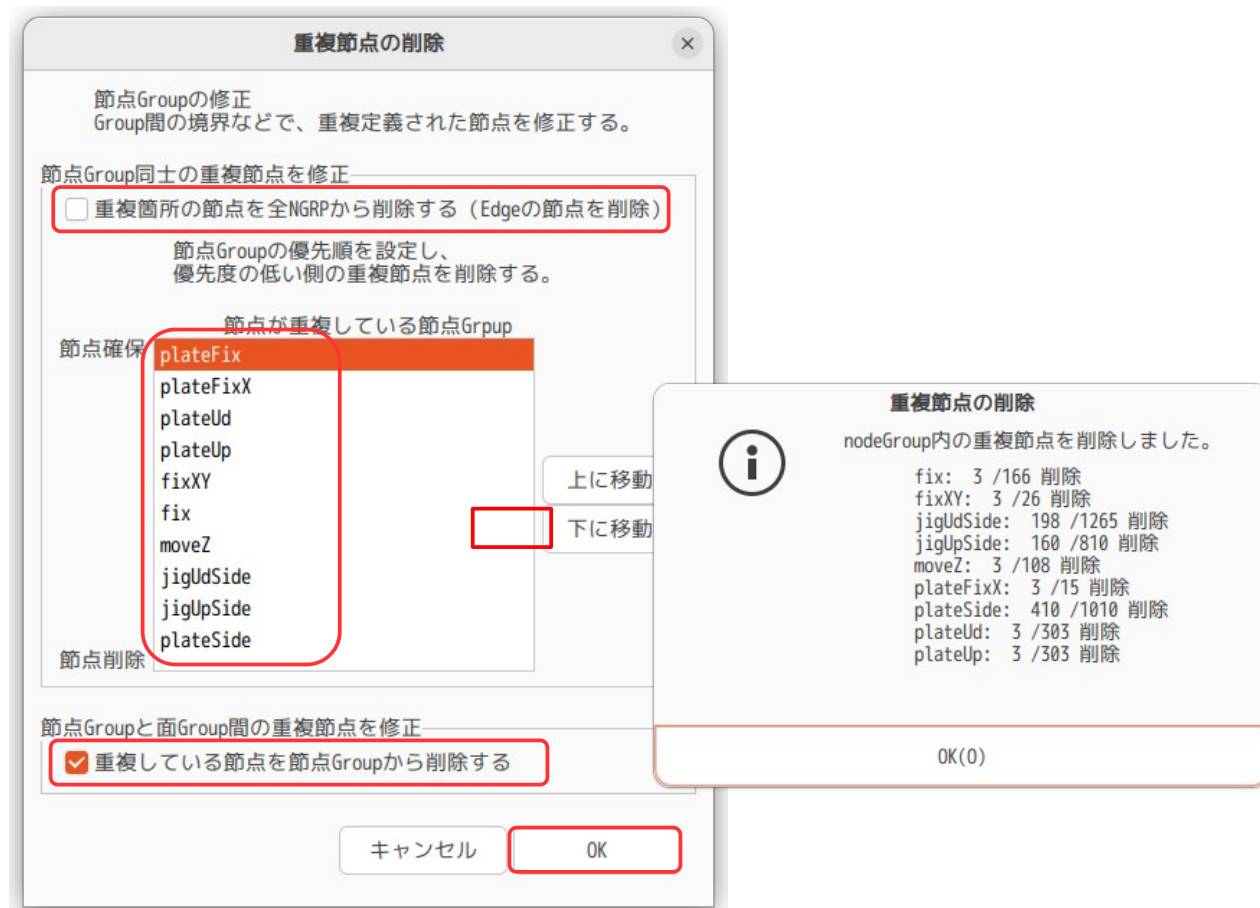 重複節点の削除
節点Groupの修正
Group間の境界などで、重複定義された節点を修正する。
節点Group同士の重複節点を修正
重複箇所の節点を全NGRPから削除する (Edgeの節点を削除)
節点Groupの優先順を設定し、
優先度の低い側の重複節点を削除する。
節点が重複している節点Grpup
節点確保
plateFix
plateFixX
plateUd
plateUp
fixXY
fix
moveZ
jigUdSide
jigUpSide
plateSide
節点削除
上に移動
下に移動
節点Groupと面Group間の重複節点を修正
重複している節点を節点Groupから削除する
キャンセル
OK
重複節点の削除
nodeGroup内の重複節点を削除しました。
fix: 3 /166 削除
fixXY: 3 /26 削除
jigUdSide: 198 /1265 削除
jigUpSide: 160 /810 削除
moveZ: 3 /108 削除
plateFixX: 3 /15 削除
plateSide: 410 /1010 削除
plateUd: 3 /303 削除
plateUp: 3 /303 削除
OK(O)